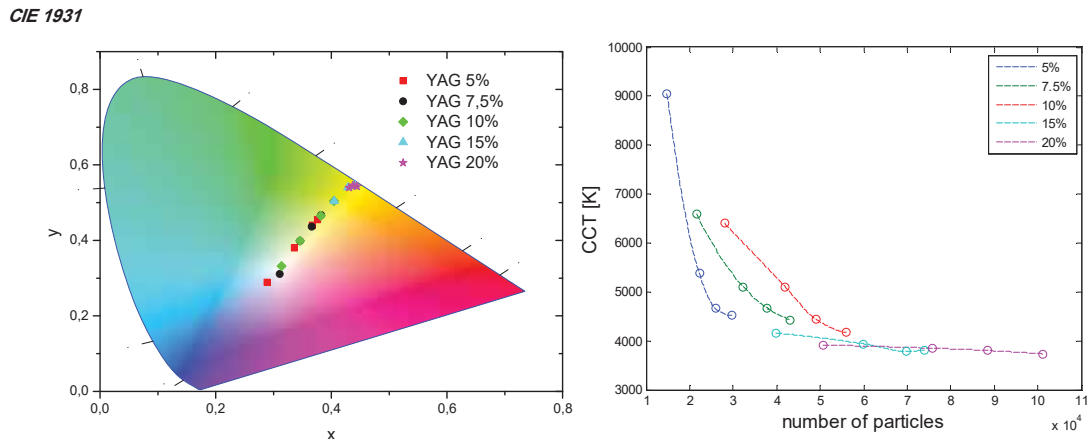 CIE 1931
YAG 5%
YAG 7,5%
YAG 10%
YAG 15%
YAG 20%
y
0,8
0,6
0,4
0,2
0,0
0,0 0,2 0,4 0,6 0,8
x
5%
7.5%
10%
15%
20%
CCT [K]
10000
9000
8000
7000
6000
5000
4000
3000
1 2 3 4 5 6 7 8 9 10 11
number of particles
x 10⁴